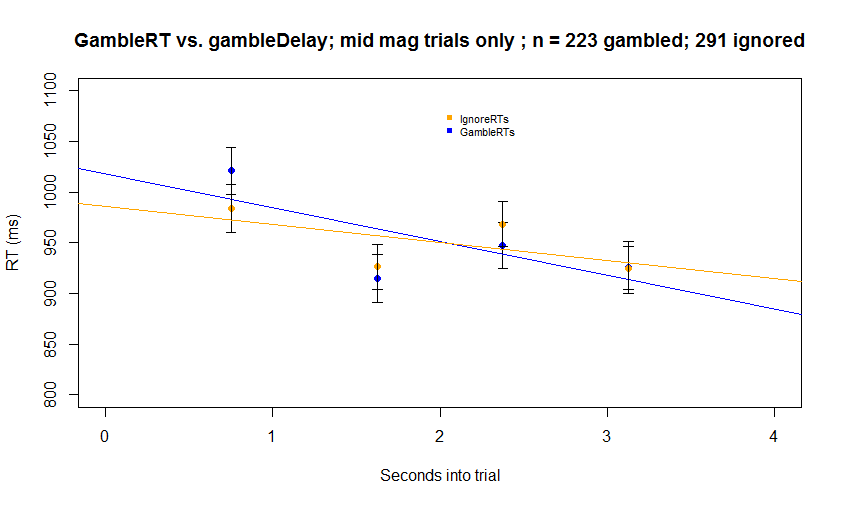 GambleRT vs. gambleDelay; mid mag trials only ; n = 223 gambled; 291 ignored
IgnoreRTs
GambleRTs
RT (ms)
1100
1050
1000
950
900
850
800
0 1 2 3 4
Seconds into trial